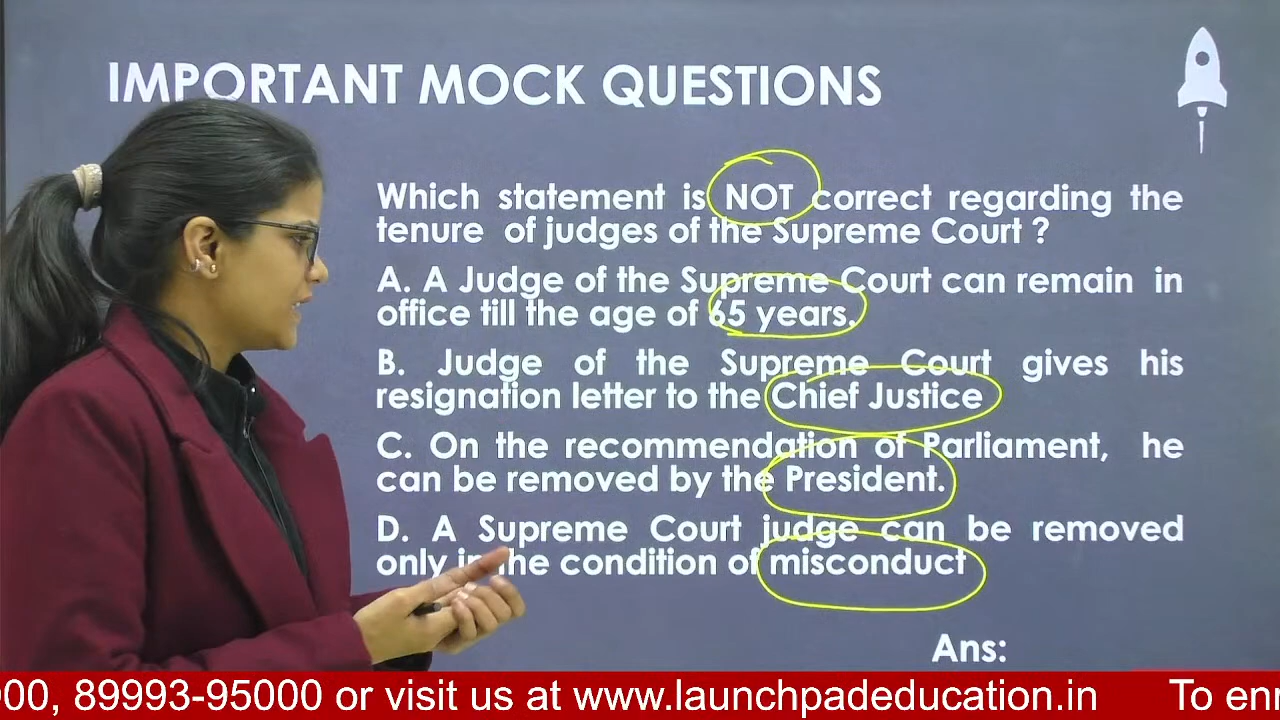 IMPORTANT MOCK QUESTIONS
Which statement is NOT correct regarding the
tenure of judges of the Supreme Court ?
A. A Judge of the Supreme Court can remain in
office till the age of 65 years.
B. Judge of the Supreme Court gives his
resignation letter to the Chief Justice
C. On the recommendation of Parliament, he
can be removed by the President.
D. A Supreme Court judge can be removed
only in the condition of misconduct
Ans:
00, 89993-95000 or visit us at www.launchpadeducation.in To enr